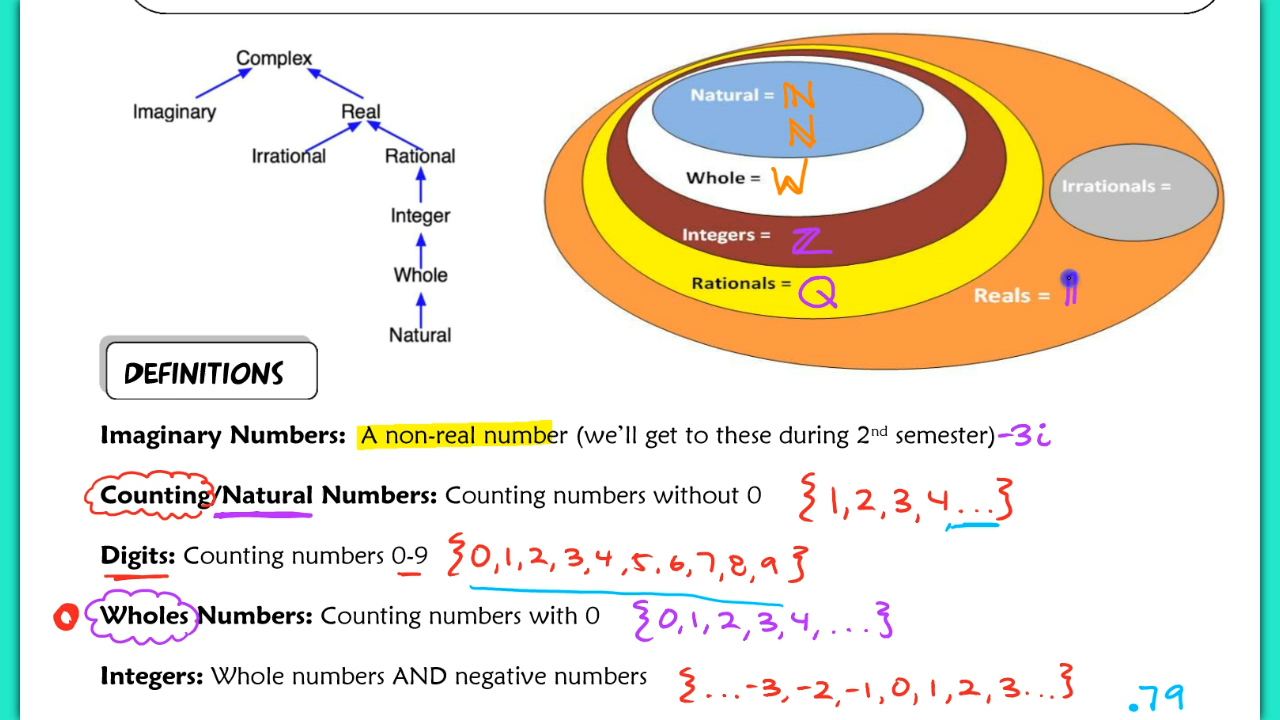 Complex
Imaginary Real
Irrational Rational
Integer
Whole
Natural
Natural = ℕ
ℕ
Whole = W
Integers = ℤ
Rationals = Q
Irrationals =
Reals =
DEFINITIONS
Imaginary Numbers: A non-real number (we'll get to these during 2nd semester) -3i
Counting/Natural Numbers: Counting numbers without 0 {1,2,3,4...}
Digits: Counting numbers 0-9 {0,1,2,3,4,5,6,7,8,9}
Wholes Numbers: Counting numbers with 0 {0,1,2,3,4,...}
Integers: Whole numbers AND negative numbers {...-3,-2,-1,0,1,2,3...} .79